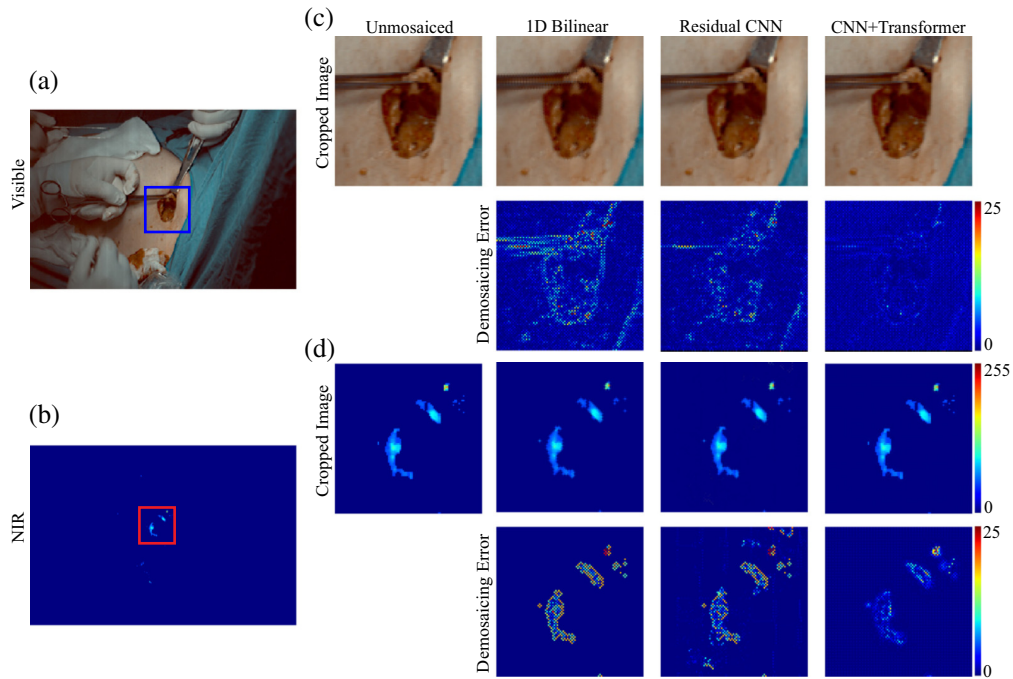 (a)
Visible
(b)
NIR
(c)
Unmosaiced
1D Bilinear
Residual CNN
CNN+Transformer
Cropped Image
Demosaicing Error
25
0
(d)
Cropped Image
255
0
Demosaicing Error
25
0